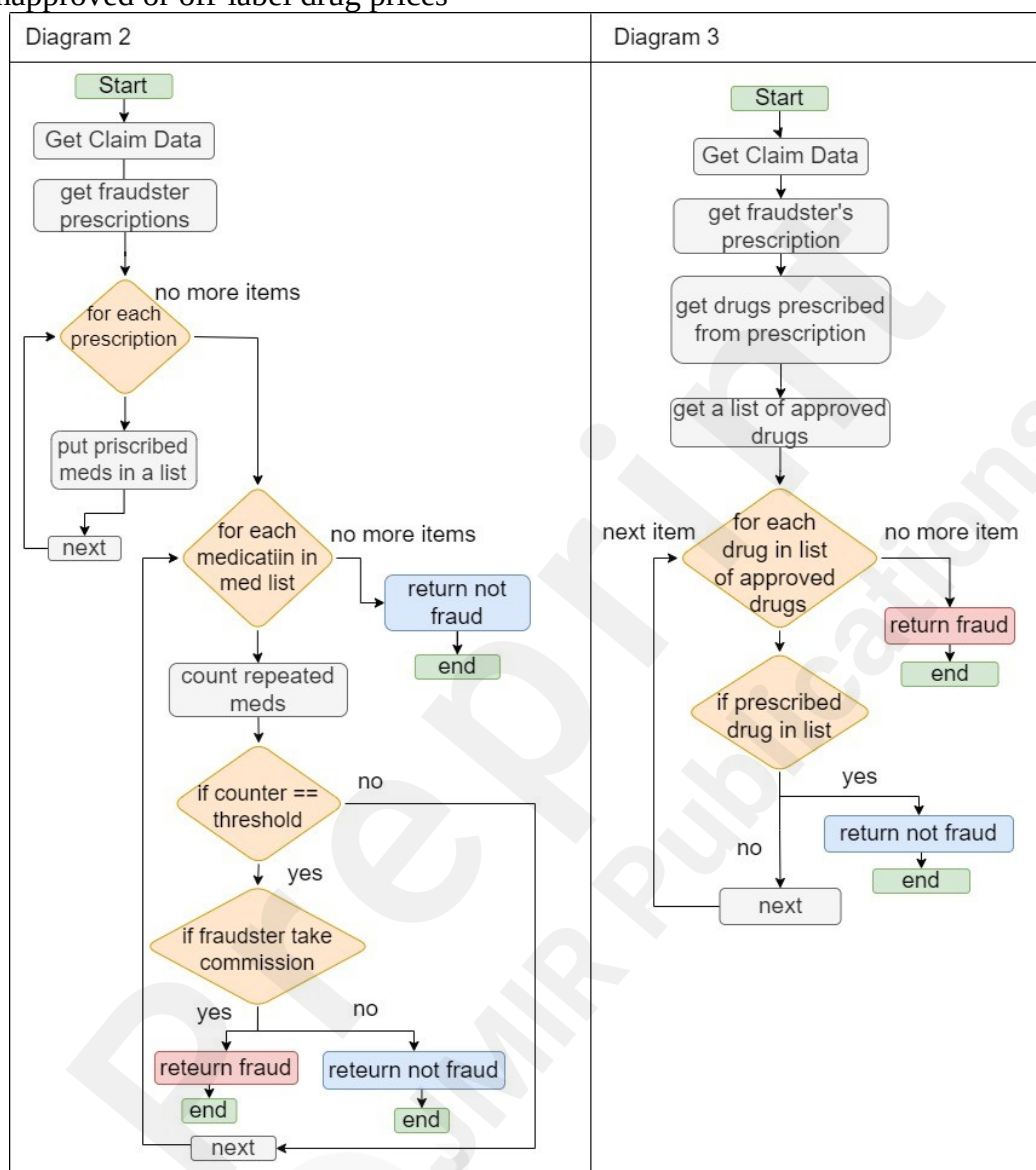 unapproved or off-label drug prices
Diagram 2
Start
Get Claim Data
get fraudster
prescriptions
no more items
for each
prescription
put priscribed
meds in a list
next
for each
medicatiin in
med list
no more items
return not
fraud
end
count repeated
meds
if counter ==
threshold
no
yes
if fraudster take
commission
yes
no
reteurn fraud
reteurn not fraud
end
end
next
Diagram 3
Start
Get Claim Data
get fraudster's
prescription
get drugs prescribed
from prescription
get a list of approved
drugs
next item
for each
drug in list
of approved
drugs
no more item
return fraud
end
if prescribed
drug in list
yes
no
return not fraud
end
next
Preprint
JMIR Publications